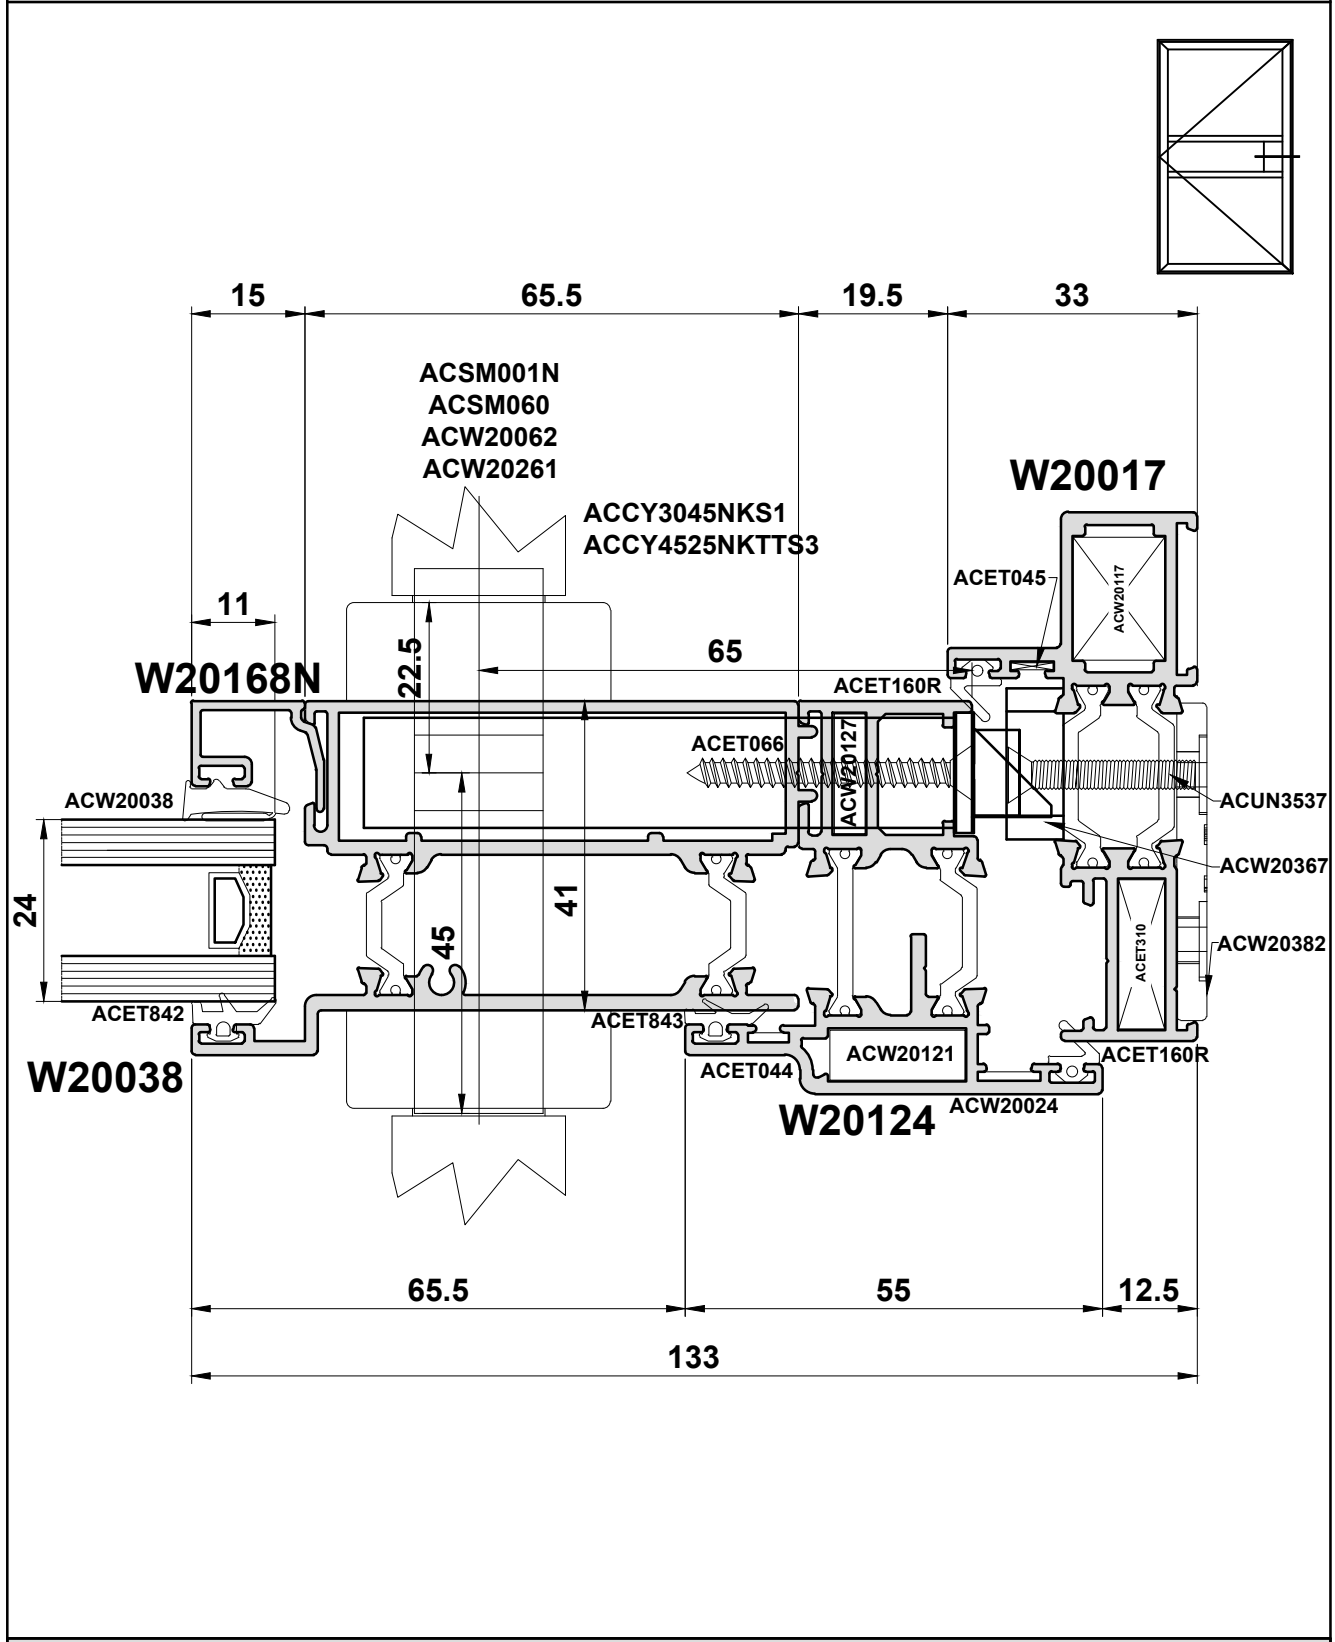 15
65.5
19.5
33
ACSM001N
ACSM060
ACW20062
ACW20261
W20017
ACCY3045NKS1
ACCY4525NKTTS3
ACET045
ACW20117
11
22.5
65
W20168N
ACET160R
ACET066
ACW20127
ACW20038
ACUN3537
ACW20367
24
41
45
ACET310
ACW20382
ACET842
ACET843
ACW20121
ACET160R
W20038
ACET044
ACW20024
W20124
65.5
55
12.5
133